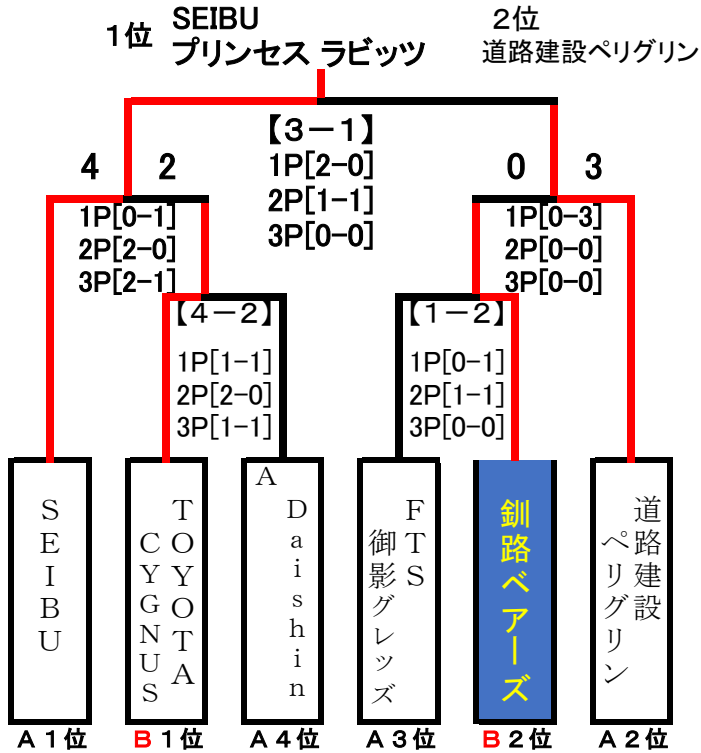 1位 SEIBU
プリンセス ラビッツ
2位
道路建設ペリグリン
【3－1】
1P[2-0]
2P[1-1]
3P[0-0]
4 2
1P[0-1]
2P[2-0]
3P[2-1]
0 3
1P[0-3]
2P[0-0]
3P[0-0]
【4－2】
1P[1-1]
2P[2-0]
3P[1-1]
【1－2】
1P[0-1]
2P[1-1]
3P[0-0]
SEIBU
TOYOTA
CYGNUS
Daishin
A
FTS
御影グレッズ
釧路ベアーズ
道路建設
ペリグリン
A1位
B1位
A4位
A3位
B2位
A2位